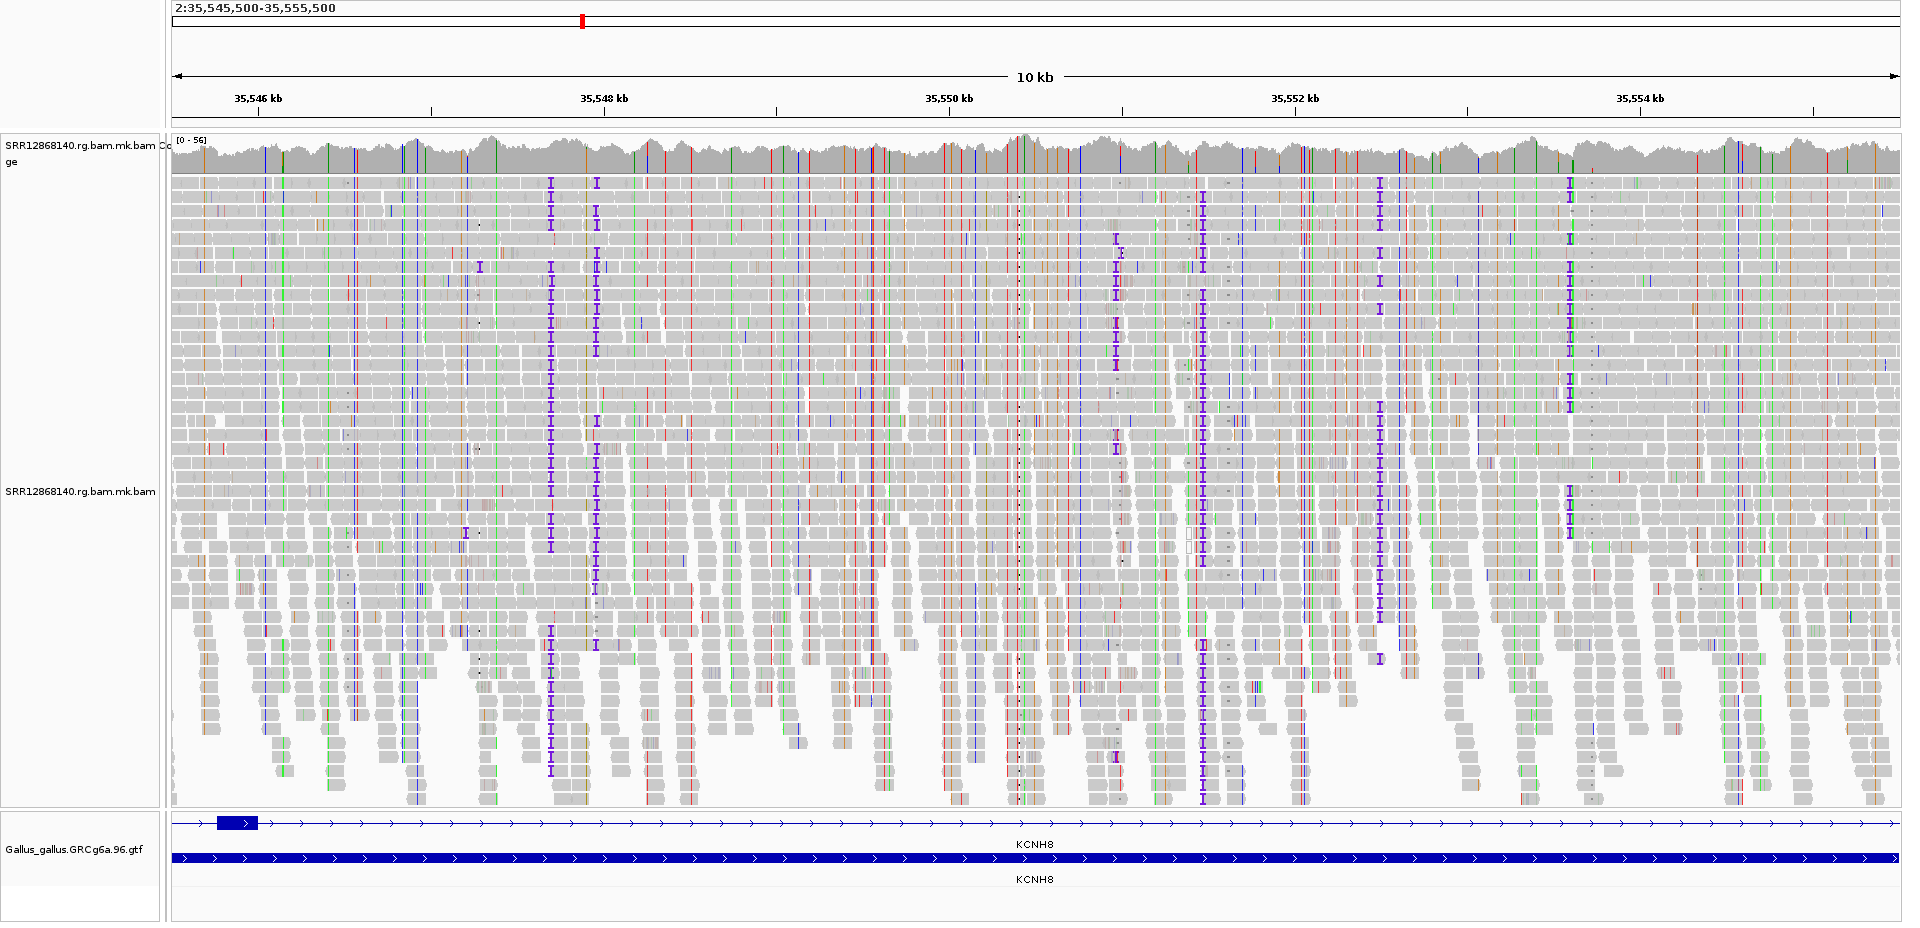 2:35,545,500-35,555,500
10 kb
35,546 kb 35,548 kb 35,550 kb 35,552 kb 35,554 kb
SRR12868140.rg.bam.mk.bam Co
ge
[0 - 56]
SRR12868140.rg.bam.mk.bam
Gallus_gallus.GRCg6a.96.gtf
KCNH8
KCNH8